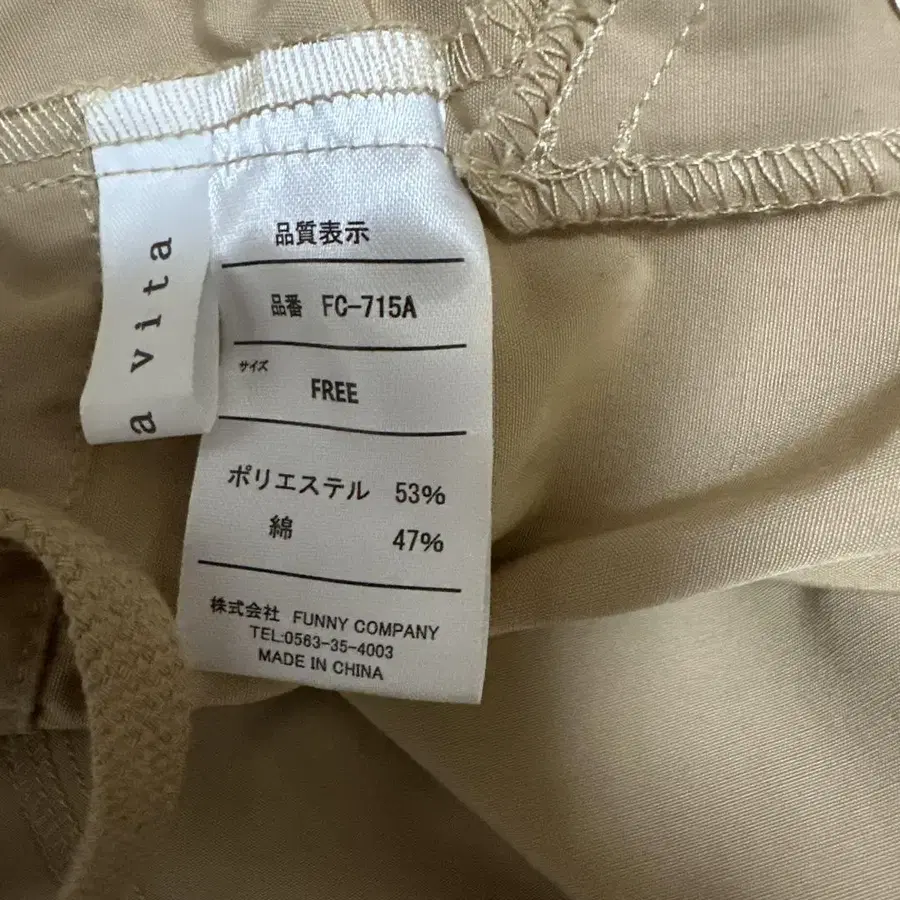 a vita
品質表示
品番 FC-715A
サイズ
FREE
ポリエステル 53%
綿 47%
株式会社 FUNNY COMPANY
TEL:0563-35-4003
MADE IN CHINA